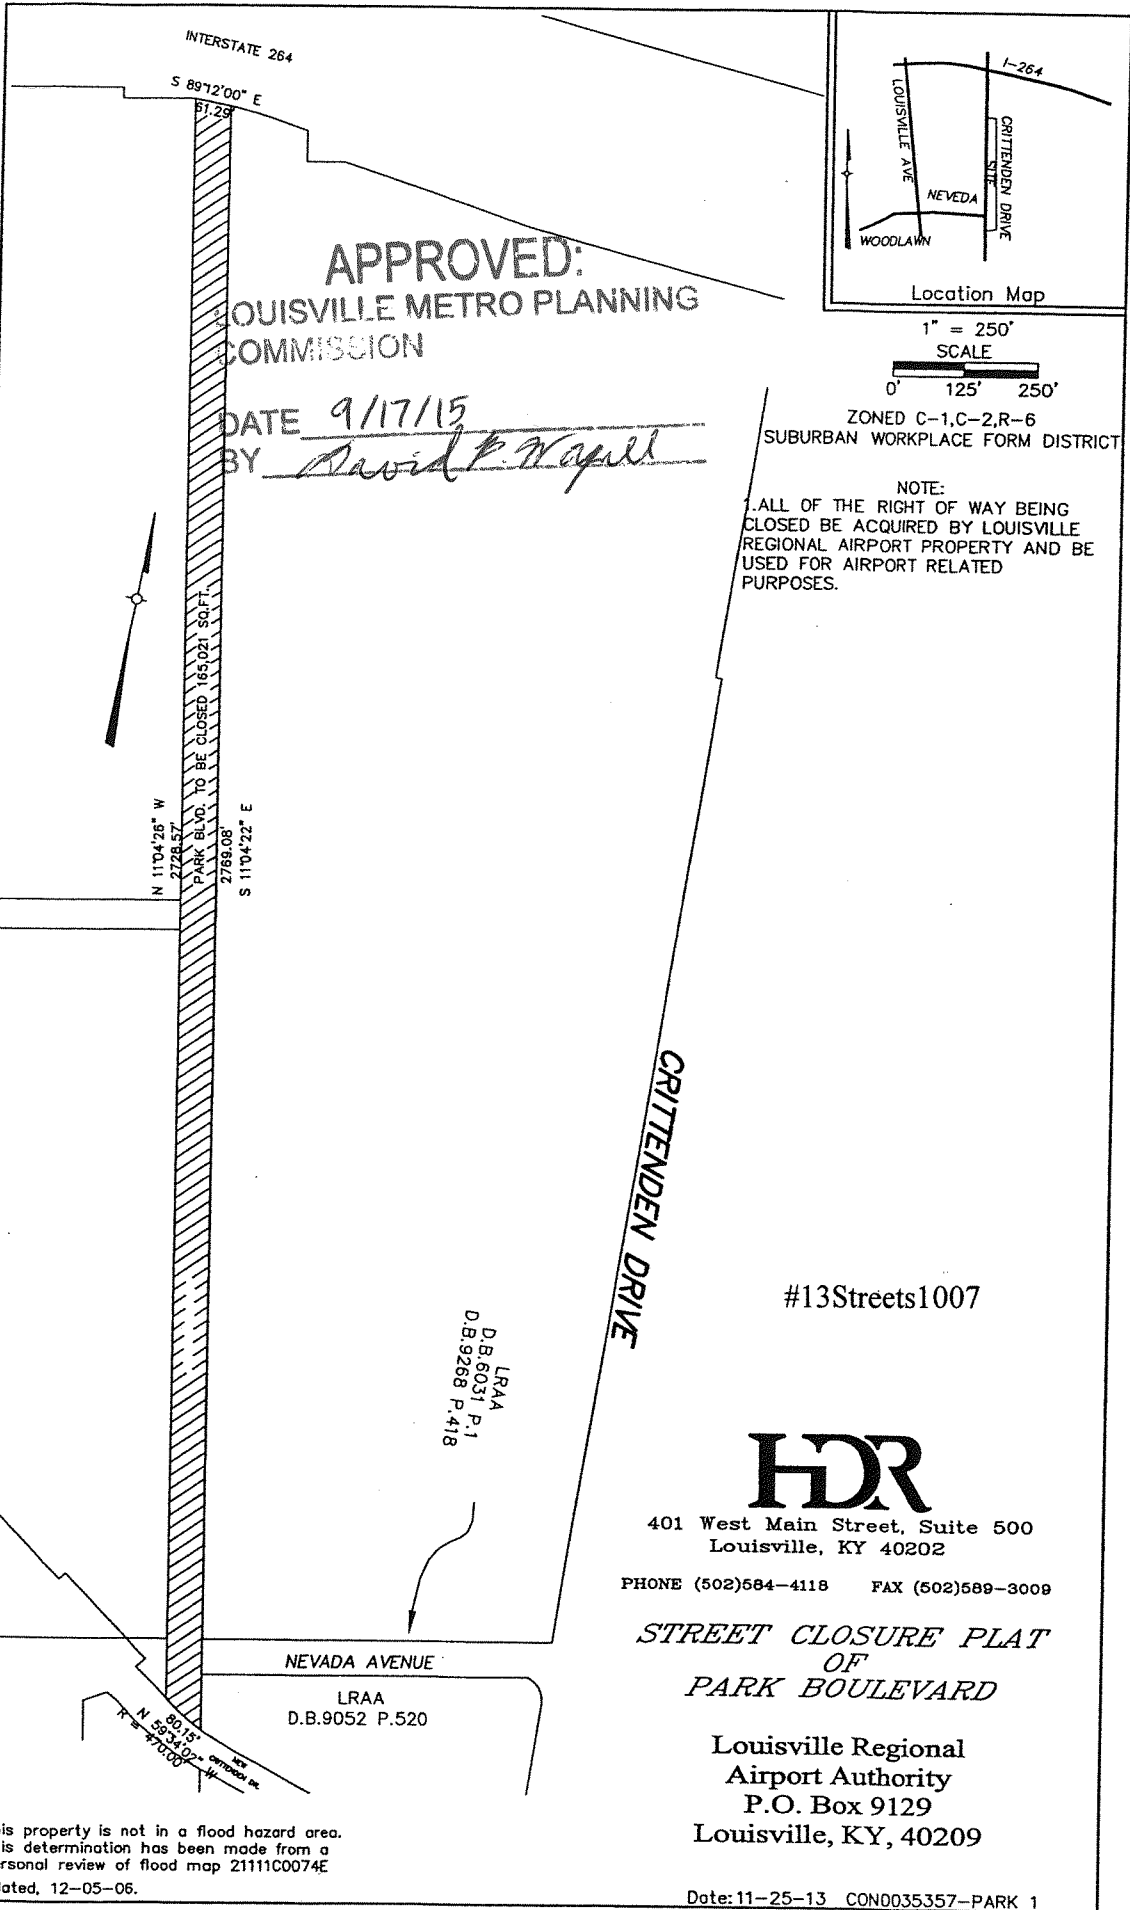 INTERSTATE 264
S 89°12'00" E
61.29'
I-264
LOUISVILLE AVE
CRITTENDEN DRIVE
SITE
NEVEDA
WOODLAWN
Location Map
1" = 250'
SCALE
0' 125' 250'
ZONED C-1,C-2,R-6
SUBURBAN WORKPLACE FORM DISTRICT
NOTE:
1.ALL OF THE RIGHT OF WAY BEING
CLOSED BE ACQUIRED BY LOUISVILLE
REGIONAL AIRPORT PROPERTY AND BE
USED FOR AIRPORT RELATED
PURPOSES.
APPROVED:
LOUISVILLE METRO PLANNING
COMMISSION
DATE 9/17/15
BY David B.
PARK BLVD. TO BE CLOSED 165,021 SQ.FT.
N 11°04'26" W
2728.57'
2769.08'
S 11°04'22" E
CRITTENDEN DRIVE
#13Streets1007
LRAA
D.B.6031 P.1
D.B.9268 P.418
HDR
401 West Main Street, Suite 500
Louisville, KY 40202
PHONE (502)584-4118 FAX (502)589-3009
STREET CLOSURE PLAT
OF
PARK BOULEVARD
NEVADA AVENUE
LRAA
D.B.9052 P.520
80.15'
N 59°34'02" W
R = 470.00'
NEW
CRITTENDEN DR.
Louisville Regional
Airport Authority
P.O. Box 9129
Louisville, KY, 40209
is property is not in a flood hazard area.
is determination has been made from a
rsonal review of flood map 21111C0074E
ated, 12-05-06.
Date: 11-25-13 CON0035357-PARK 1